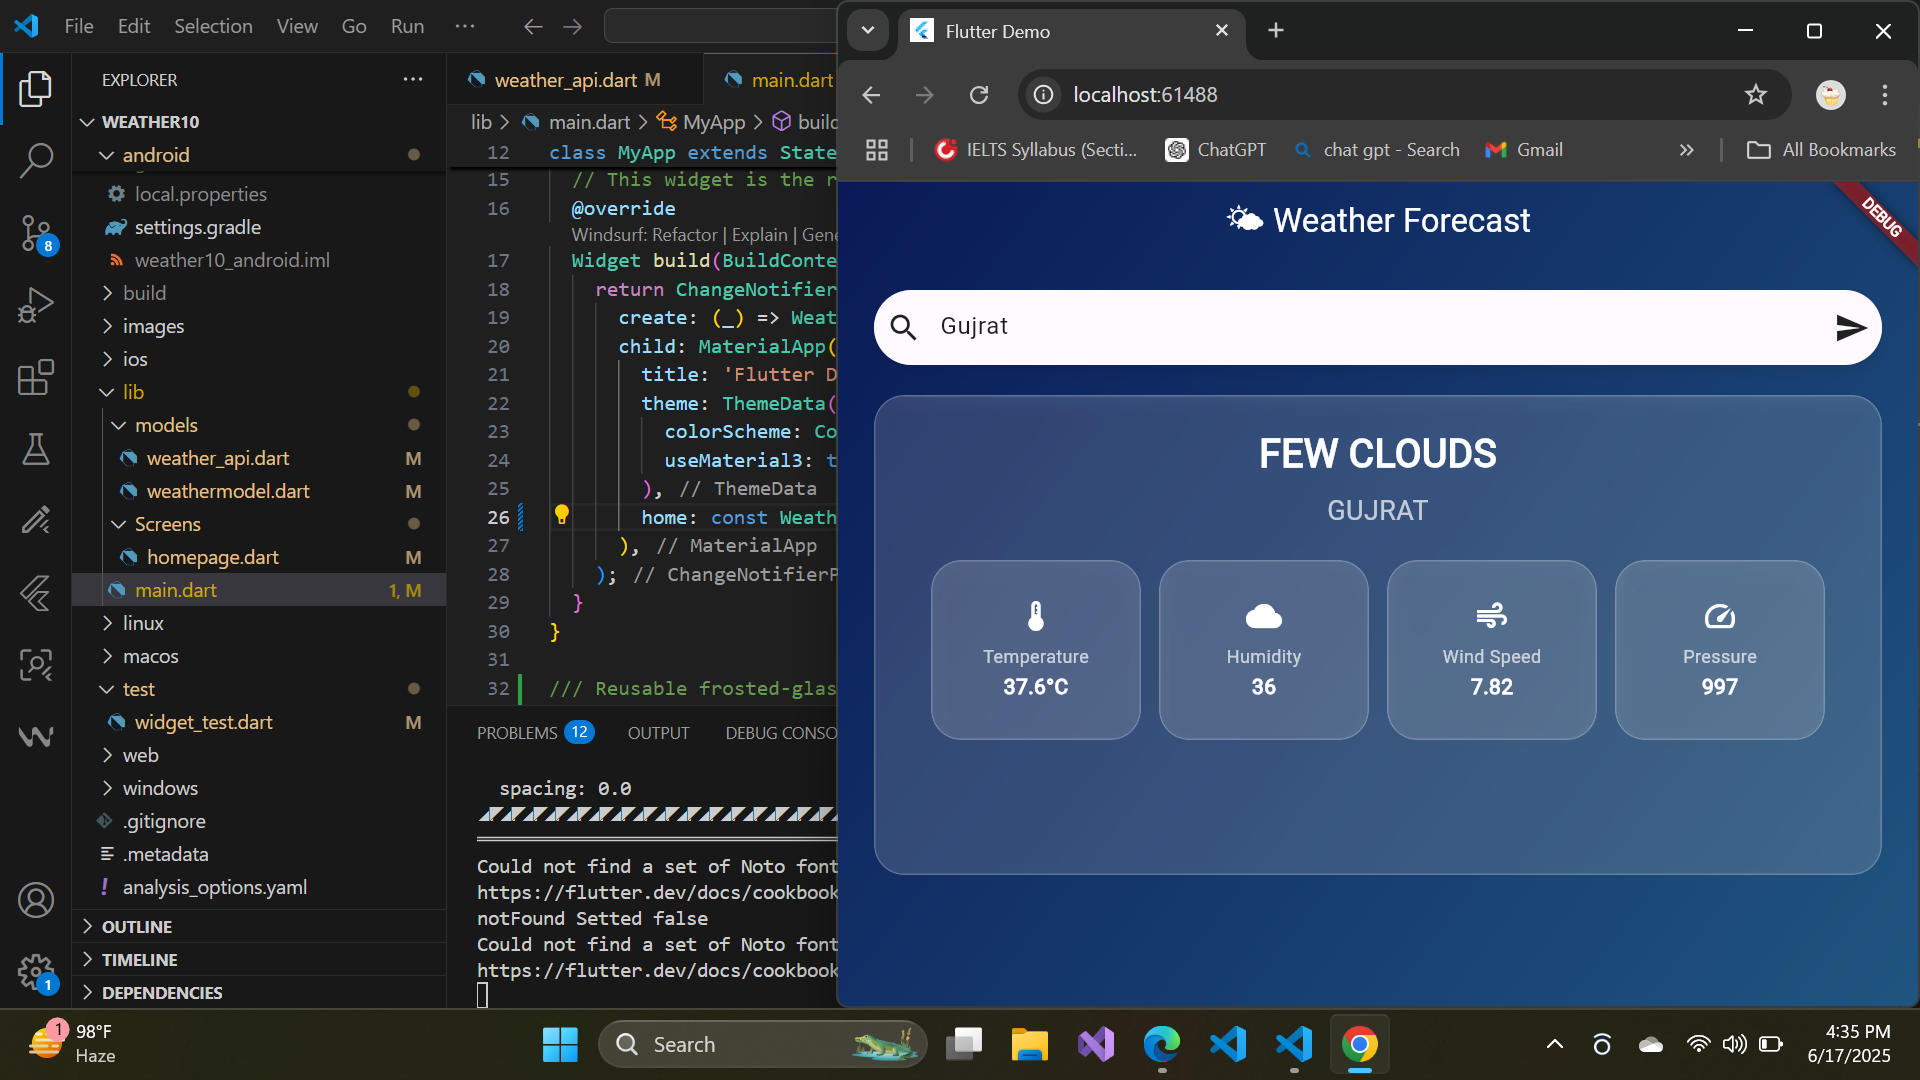 File Edit Selection View Go Run ···
EXPLORER ···
WEATHER10
android
local.properties
settings.gradle
weather10_android.iml
build
images
ios
lib
models
weather_api.dart M
weathermodel.dart M
Screens
homepage.dart M
main.dart 1, M
linux
macos
test
widget_test.dart M
web
windows
.gitignore
.metadata
! analysis_options.yaml
OUTLINE
TIMELINE
DEPENDENCIES
8
1
weather_api.dart M main.dart
lib > main.dart > MyApp > build
12 class MyApp extends State
15 // This widget is the r
16 @override
Windsurf: Refactor | Explain | Gene
17 Widget build(BuildConte
18 return ChangeNotifier
19 create: (_) => Weat
20 child: MaterialApp(
21 title: 'Flutter D
22 theme: ThemeData(
23 colorScheme: Co
24 useMaterial3: t
25 ), // ThemeData
26 home: const Weath
27 ), // MaterialApp
28 ); // ChangeNotifierP
29 }
30 }
31
32 /// Reusable frosted-glas
PROBLEMS 12 OUTPUT DEBUG CONSO
spacing: 0.0
Could not find a set of Noto font
https://flutter.dev/docs/cookbook
notFound Setted false
Could not find a set of Noto font
https://flutter.dev/docs/cookbook
Flutter Demo
localhost:61488
IELTS Syllabus (Secti... ChatGPT chat gpt - Search Gmail » All Bookmarks
DEBUG
Weather Forecast
Gujrat
FEW CLOUDS
GUJRAT
Temperature
37.6°C
Humidity
36
Wind Speed
7.82
Pressure
997
1 98°F
Haze
Search
4:35 PM
6/17/2025